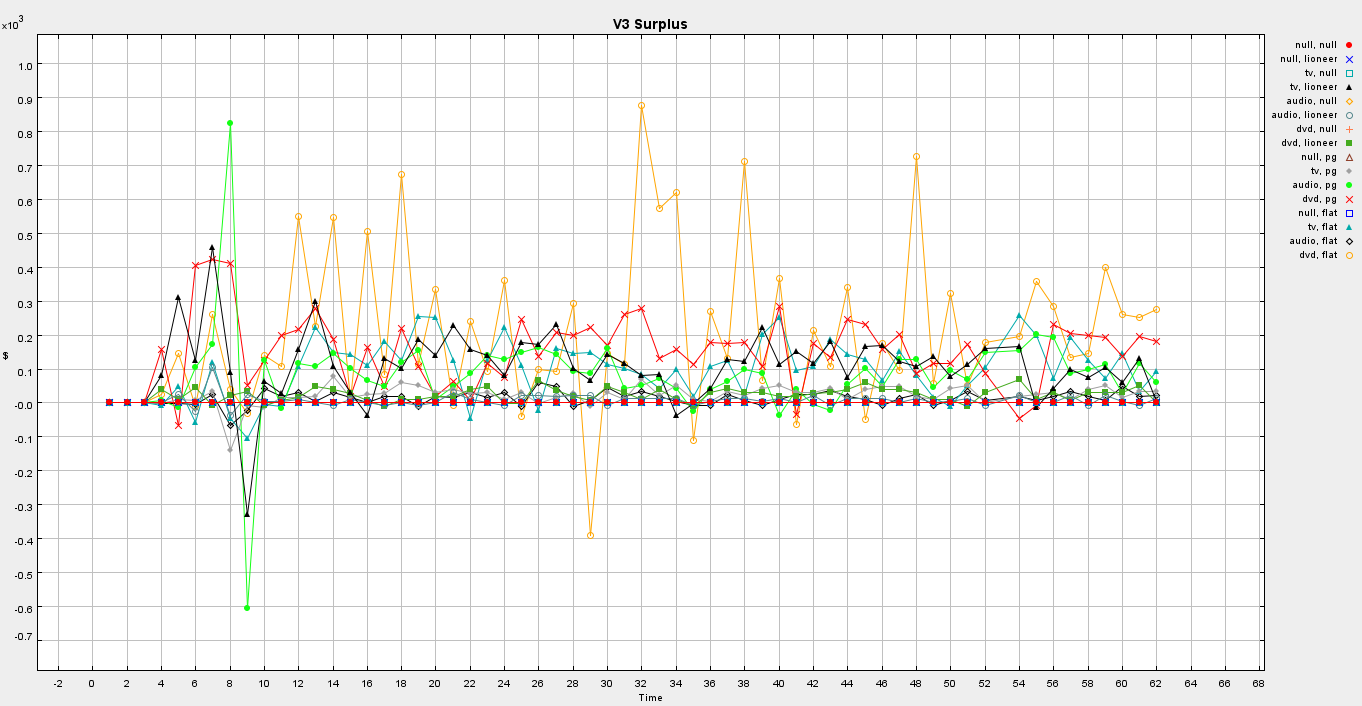 V3 Surplus
x10³
1.0
0.9
0.8
0.7
0.6
0.5
0.4
0.3
0.2
0.1
-0.0
-0.1
-0.2
-0.3
-0.4
-0.5
-0.6
-0.7
$
-2 0 2 4 6 8 10 12 14 16 18 20 22 24 26 28 30 32 34 36 38 40 42 44 46 48 50 52 54 56 58 60 62 64 66 68
Time
null, null
null, lioneer
tv, null
tv, lioneer
audio, null
audio, lioneer
dvd, null
dvd, lioneer
null, pg
tv, pg
audio, pg
dvd, pg
null, flat
tv, flat
audio, flat
dvd, flat